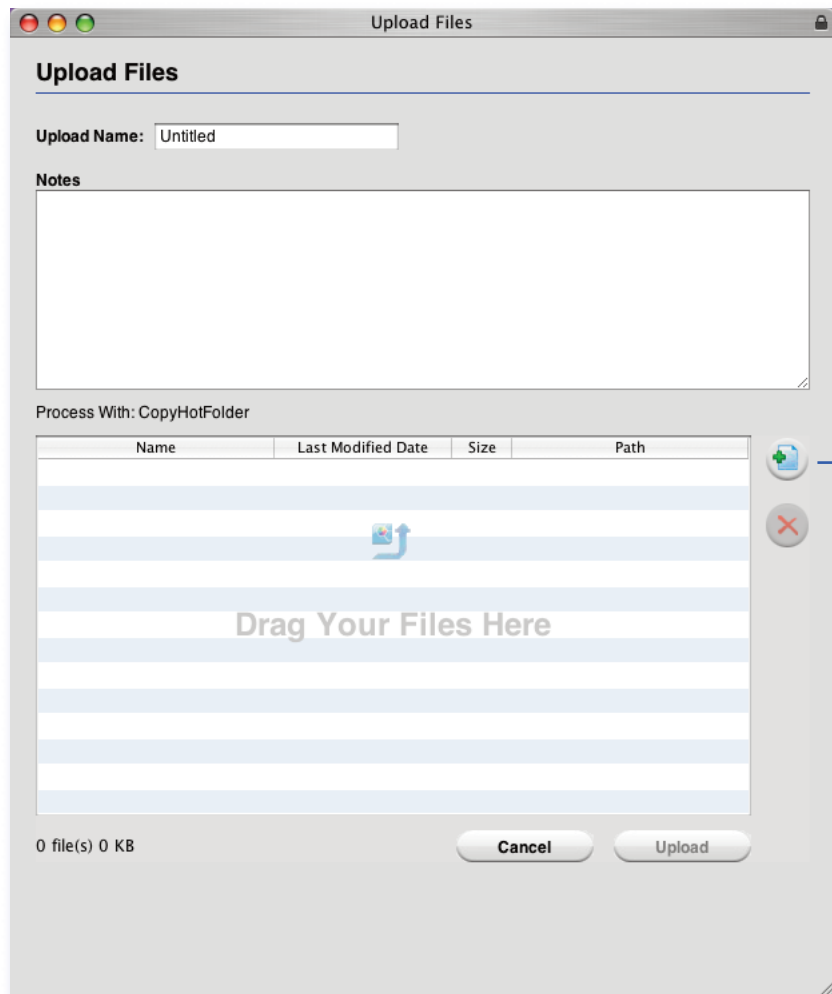 Upload Files
Upload Files
Upload Name: Untitled
Notes
Process With: CopyHotFolder
Name Last Modified Date Size Path
Drag Your Files Here
0 file(s) 0 KB Cancel Upload